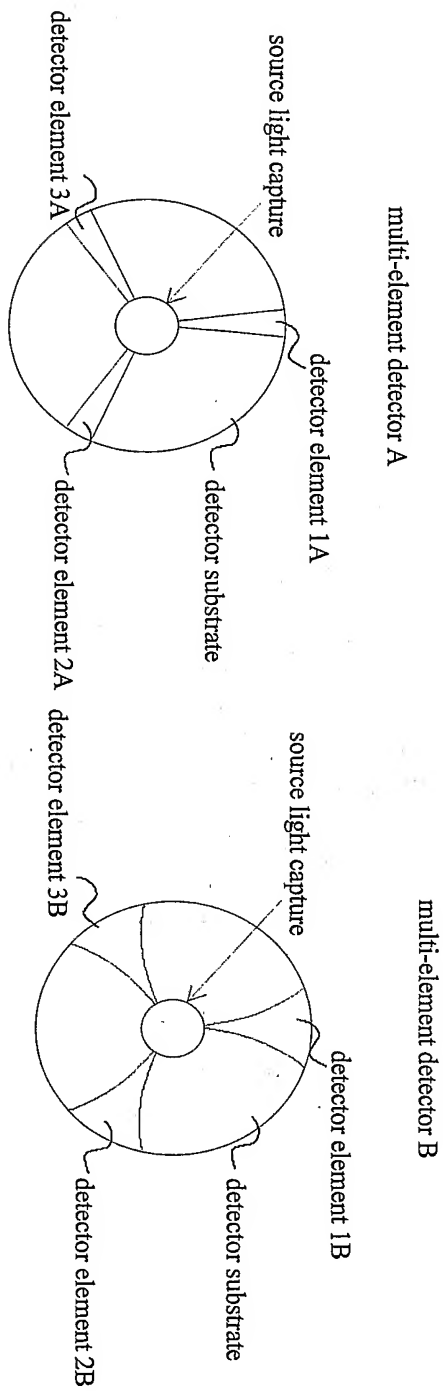 multi-element detector A
source light capture
detector element 1A
detector substrate
detector element 3A
detector element 2A
multi-element detector B
source light capture
detector element 1B
detector substrate
detector element 3B
detector element 2B